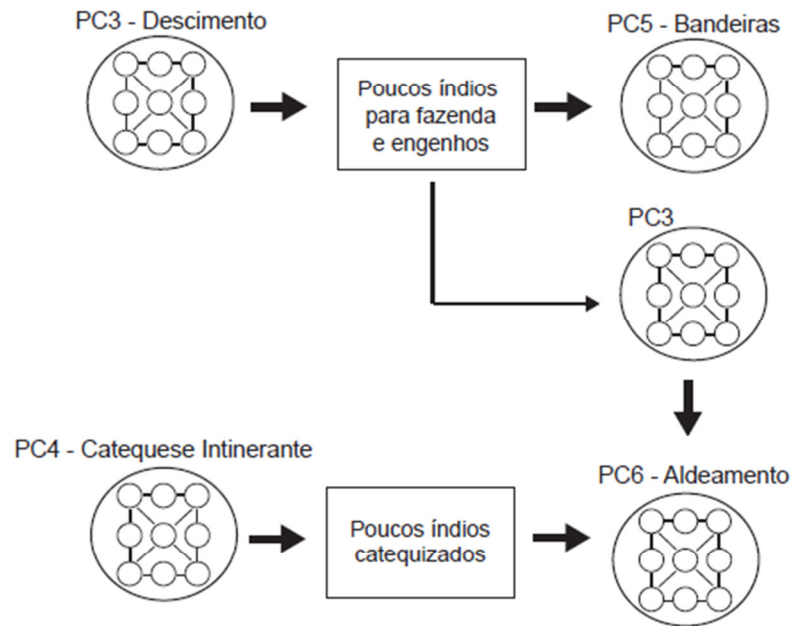 PC3 - Descimento
PC5 - Bandeiras
Poucos índios
para fazenda
e engenhos
PC3
PC4 - Catequese Intinerante
PC6 - Aldeamento
Poucos índios
catequizados